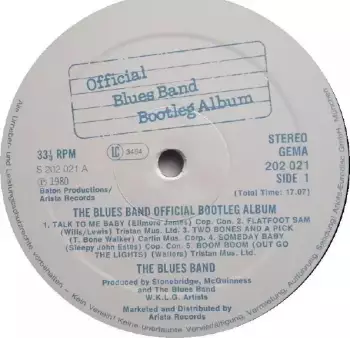 Official
Blues Band
Bootleg Album
33⅓ RPM
S 202 021 A
℗ 1980
Baton Productions/
Arista Records
LC 3484
STEREO
GEMA
202 021
SIDE 1
(Total Time: 17.07)
THE BLUES BAND OFFICIAL BOOTLEG ALBUM
1. TALK TO ME BABY (Ellmore James) Cop. Con. 2. FLATFOOT SAM
(Wills/Lewis) Tristan Mus. Ltd. 3. TWO BONES AND A PICK
(T. Bone Walker) Carlin Mus. Corp. 4. SOMEDAY BABY
(Sleepy John Estes) Cop. Con. 5. BOOM BOOM (OUT GO
THE LIGHTS) (Walters) Tristan Mus. Ltd.
THE BLUES BAND
Produced by Stonebridge, McGuinness
and The Blues Band
W.K.L.G. Artists
Marketed and Distributed by
Arista Records